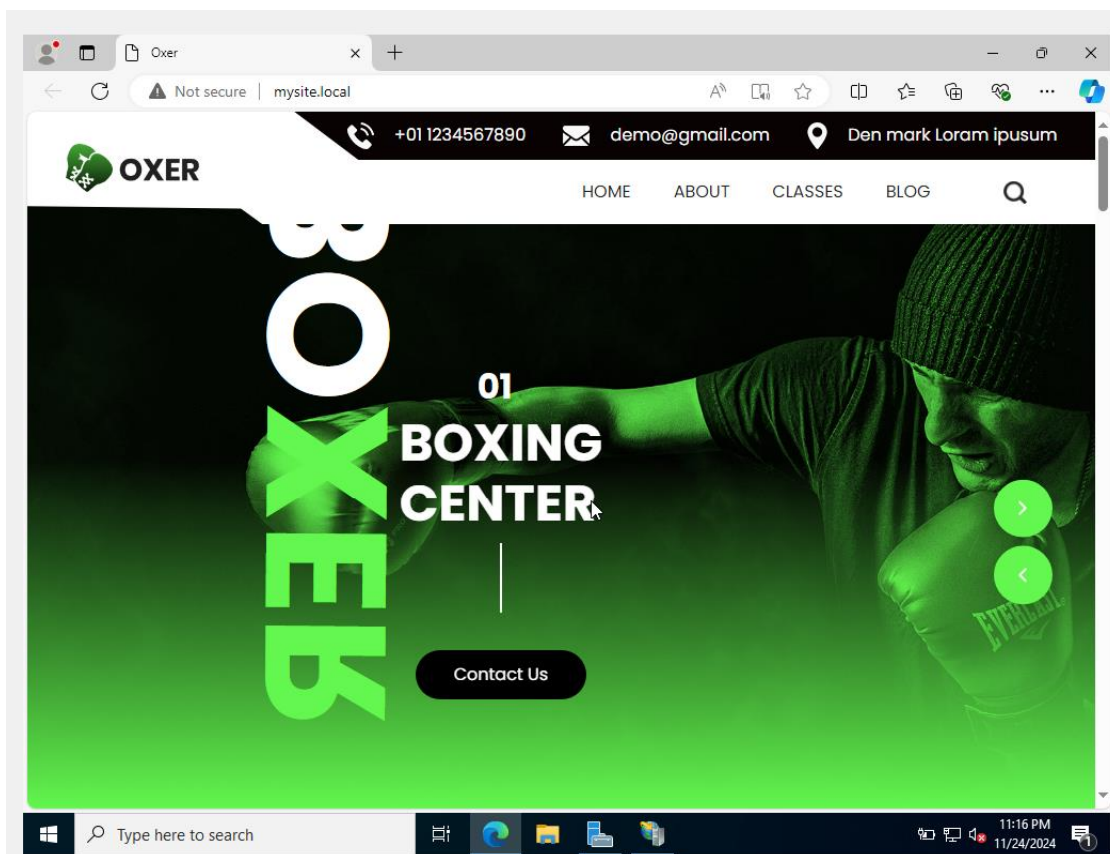 Oxer
Not secure | mysite.local
+01 1234567890 demo@gmail.com Den mark Loram ipusum
OXER
HOME ABOUT CLASSES BLOG
BOXER
01
BOXING
CENTER
EVERLAST
Contact Us
Type here to search
11:16 PM
11/24/2024
1